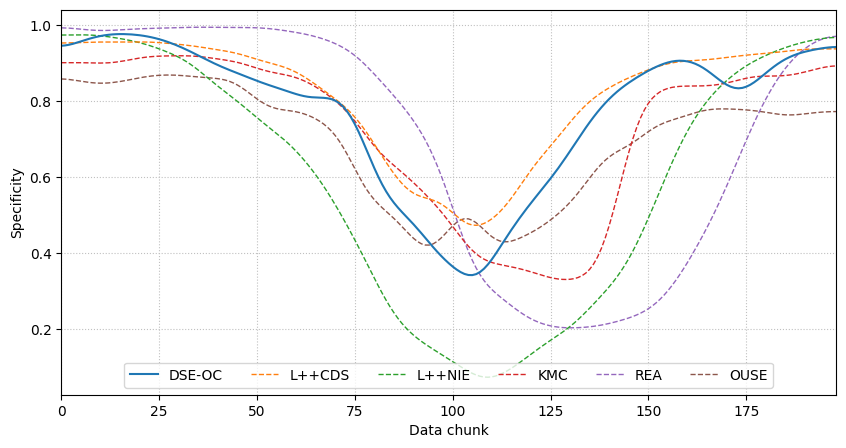 Specificity
1.0
0.8
0.6
0.4
0.2
DSE-OC L++CDS L++NIE KMC REA OUSE
0 25 50 75 100 125 150 175
Data chunk